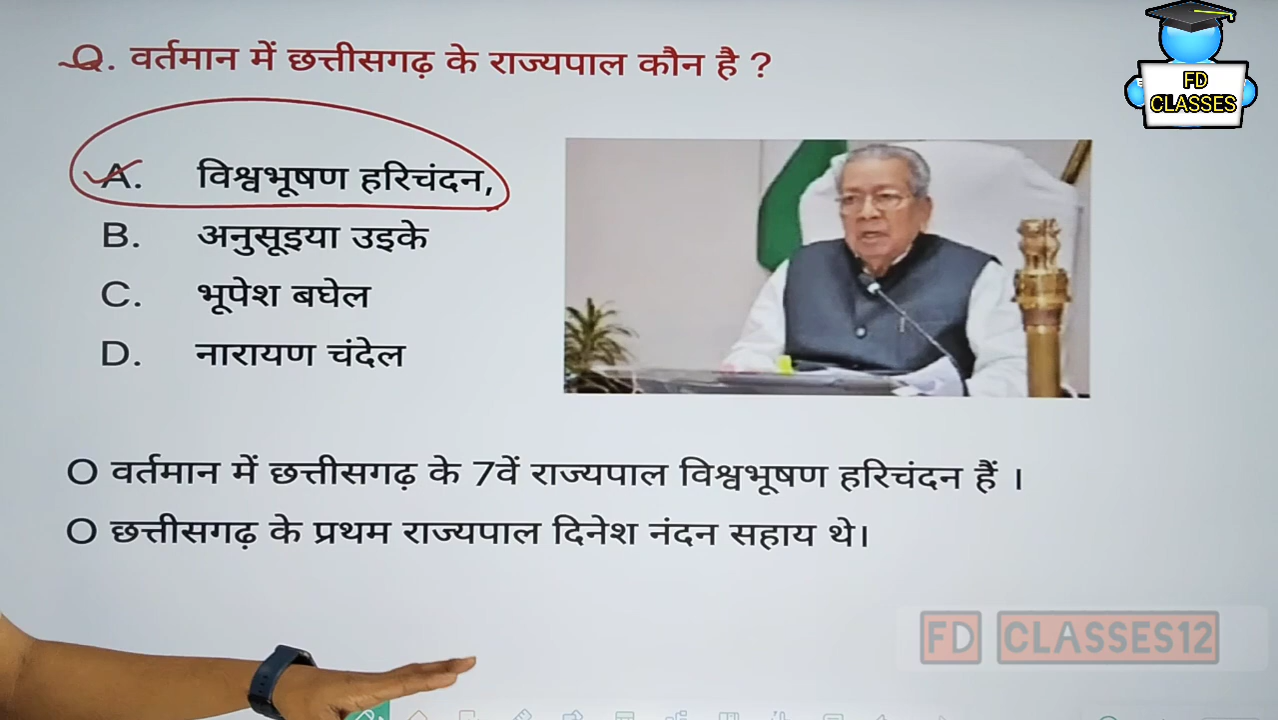 Q. वर्तमान में छत्तीसगढ़ के राज्यपाल कौन है ?
FD
CLASSES
A. विश्वभूषण हरिचंदन,
B. अनुसूइया उइके
C. भूपेश बघेल
D. नारायण चंदेल
O वर्तमान में छत्तीसगढ़ के 7वें राज्यपाल विश्वभूषण हरिचंदन हैं ।
O छत्तीसगढ़ के प्रथम राज्यपाल दिनेश नंदन सहाय थे।
FD CLASSES12